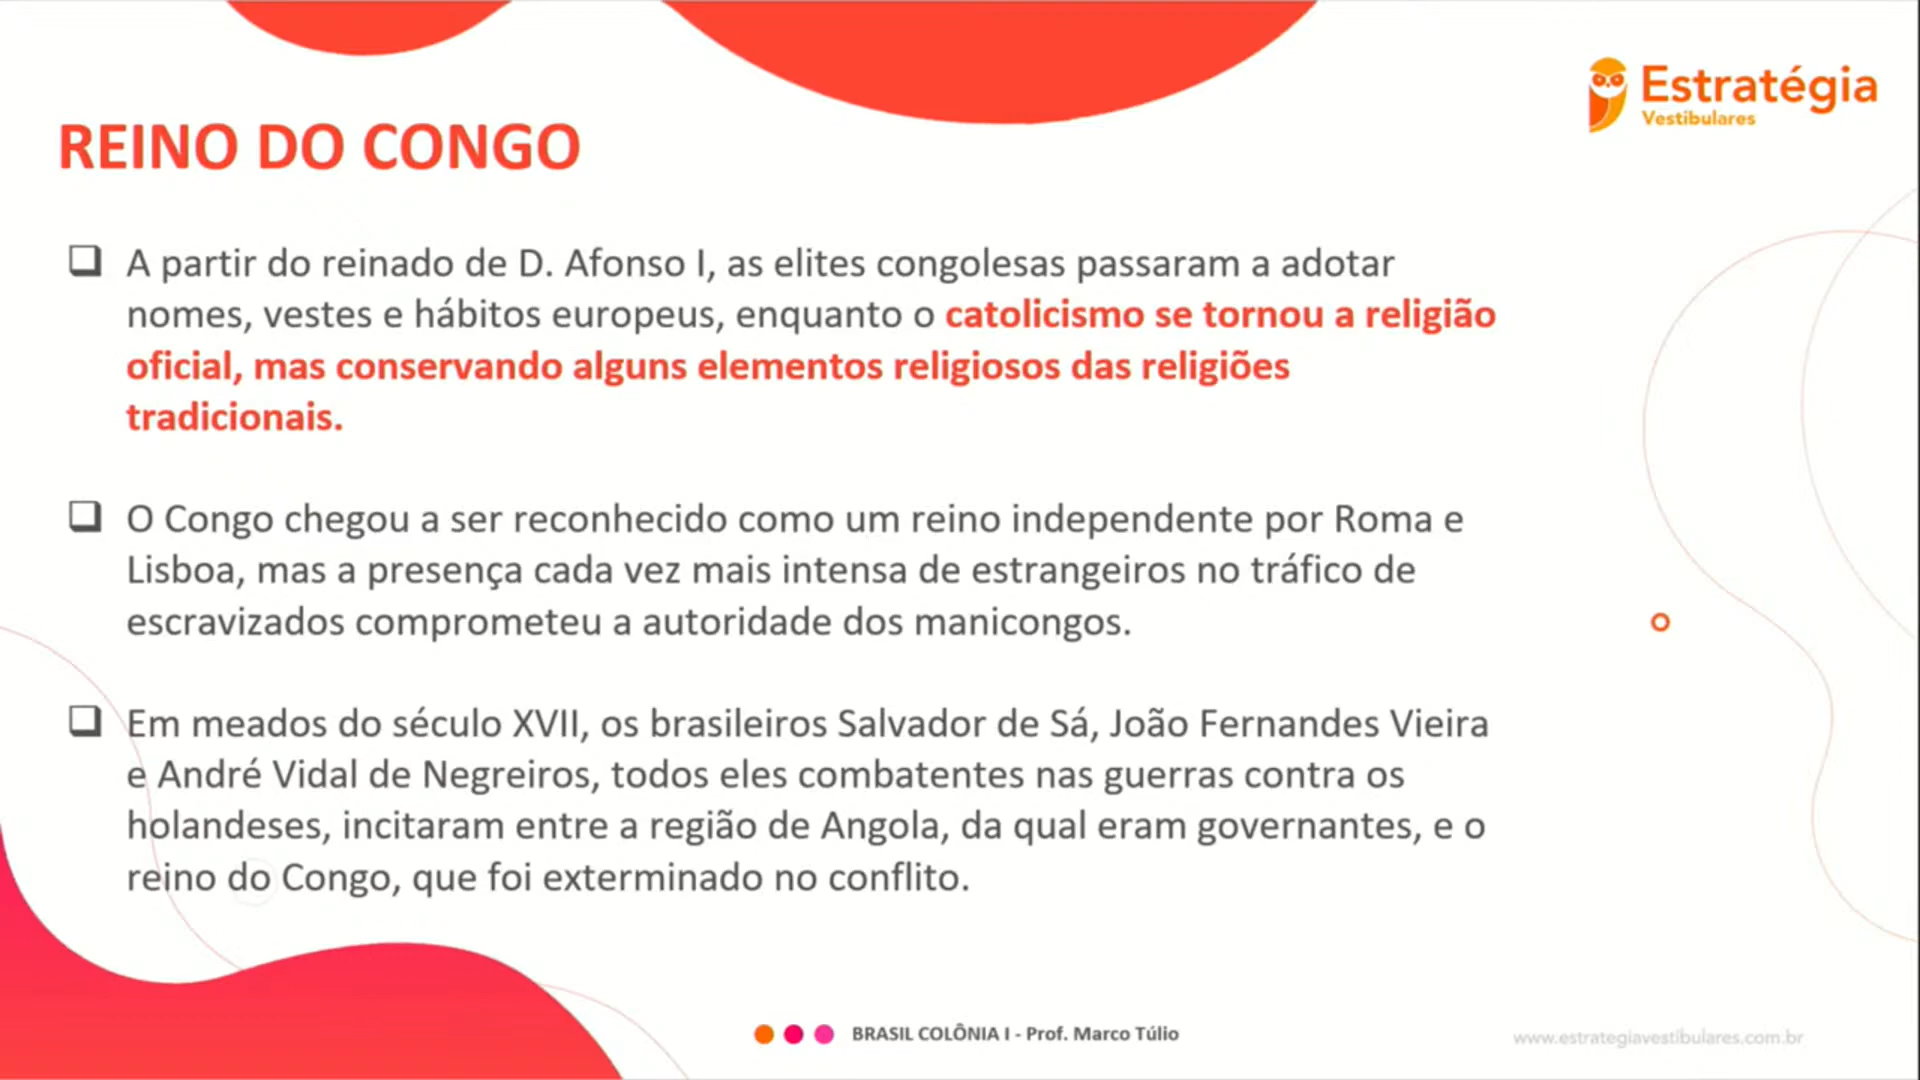 Estratégia
Vestibulares
REINO DO CONGO
A partir do reinado de D. Afonso I, as elites congolesas passaram a adotar
nomes, vestes e hábitos europeus, enquanto o catolicismo se tornou a religião
oficial, mas conservando alguns elementos religiosos das religiões
tradicionais.
O Congo chegou a ser reconhecido como um reino independente por Roma e
Lisboa, mas a presença cada vez mais intensa de estrangeiros no tráfico de
escravizados comprometeu a autoridade dos manicongos.
Em meados do século XVII, os brasileiros Salvador de Sá, João Fernandes Vieira
e André Vidal de Negreiros, todos eles combatentes nas guerras contra os
holandeses, incitaram entre a região de Angola, da qual eram governantes, e o
reino do Congo, que foi exterminado no conflito.
BRASIL COLÔNIA I - Prof. Marco Túlio
www.estrategiavestibulares.com.br